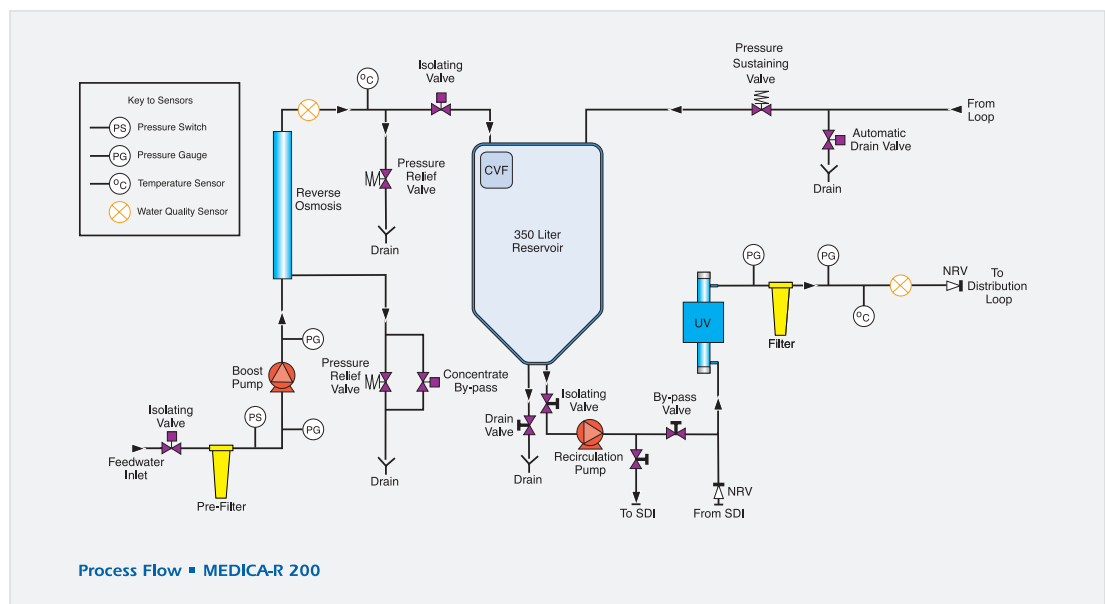 Key to Sensors
PS Pressure Switch
PG Pressure Gauge
ºC Temperature Sensor
Water Quality Sensor
ºC
Isolating
Valve
Pressure
Sustaining
Valve
From
Loop
Automatic
Drain Valve
Drain
Reverse
Osmosis
Pressure
Relief
Valve
Drain
CVF
350 Liter
Reservoir
PG
PG
NRV
To
Distribution
Loop
UV
ºC
Filter
PG
Boost
Pump
Pressure
Relief
Valve
Concentrate
By-pass
Isolating
Valve
PS
PG
Feedwater
Inlet
Pre-Filter
Drain
Drain
Valve
Drain
Isolating
Valve
Recirculation
Pump
By-pass
Valve
To SDI
NRV
From SDI
Process Flow ▪ MEDICA-R 200